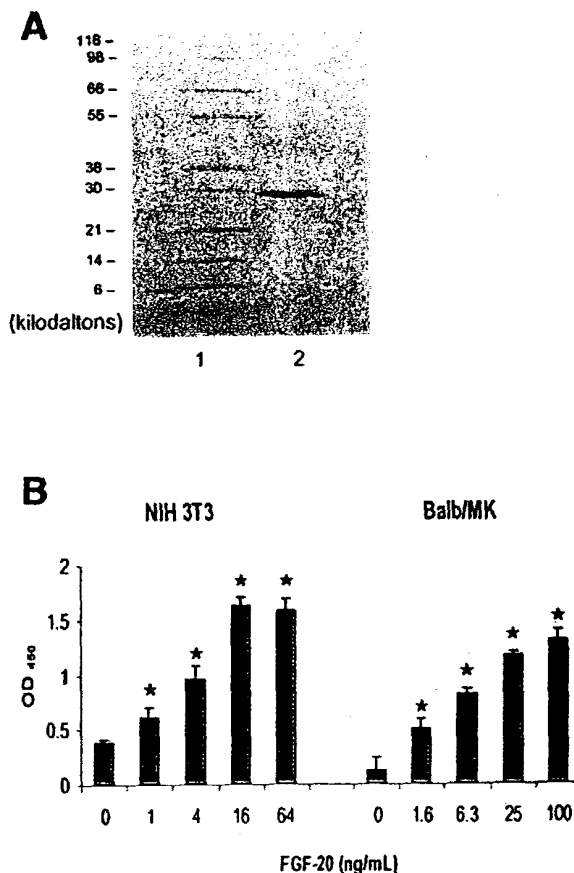 A
116 –
98 –
66 –
55 –
38 –
30 –
21 –
14 –
6 –
(kilodaltons)
1 2
B
NIH 3T3 Balb/MK
2
1.5
1
0.5
0
OD 450
0 1 4 16 64 0 1.6 6.3 25 100
FGF-20 (ng/mL)